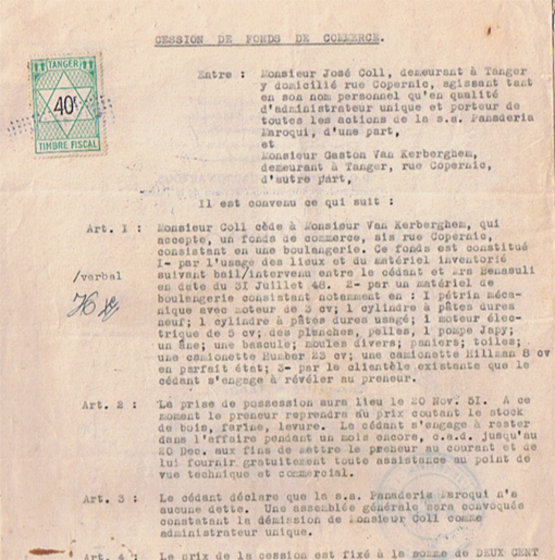 CESSION DE FONDS DE COMMERCE.
TANGER
40F
TIMBRE FISCAL
Entre : Monsieur José Coll, demeurant à Tanger
y domicilié rue Copernic, agissant tant
en son nom personnel qu'en qualité
d'administrateur unique et porteur de
toutes les actions de la s.a. Panaderia
Maroqui, d'une part,
et
Monsieur Gaston Van Kerberghem,
demeurant à Tanger, rue Copernic,
d'autre part,
Il est convenu ce qui suit :
Art. I : Monsieur Coll cède à Monsieur Van Kerberghem, qui
accepte, un fonds de commerce, sis rue Copernic,
consistant en une boulangerie. Ce fonds est constitué
I- par l'usage des lieux et du matériel inventorié
/verbal suivant bail/intervenu entre le cédant et Mrs Benasuli
en date du 3I Juillet 48. 2- par un matériel de
boulangerie consistant notamment en : I pétrin méca-
nique avec moteur de 3 cv; I cylindre à pâtes dures
neuf; I cylindre à pâtes dures usagé; I moteur élec-
trique de 5 cv; des planches, pelles, I pompe Japy;
un âne; une bascule; moules divers; paniers; toiles;
une camionette Humber 23 cv; une camionette Hillman 8 cv
en parfait état; 3- par la clientèle existante que le
cédant s'engage à révéler au preneur.
Art. 2 : La prise de possession aura lieu le 20 Nov. 5I. A ce
moment le preneur reprendra au prix coutant le stock
de bois, farine, levure. Le cédant s'engage à rester
dans l'affaire pendant un mois encore, c.a.d. jusqu'au
20 Dec. aux fins de mettre le preneur au courant et de
lui fournir gratuitement toute assistance au point de
vue technique et commercial.
Art. 3 : Le cédant déclare que la s.a. Panaderia Maroqui n'a
aucune dette. Une assemblée générale sera convoquée
constatant la démission de Monsieur Coll comme
administrateur unique.
Art. 4 : Le prix de la cession est fixé à la somme de DEUX CENT